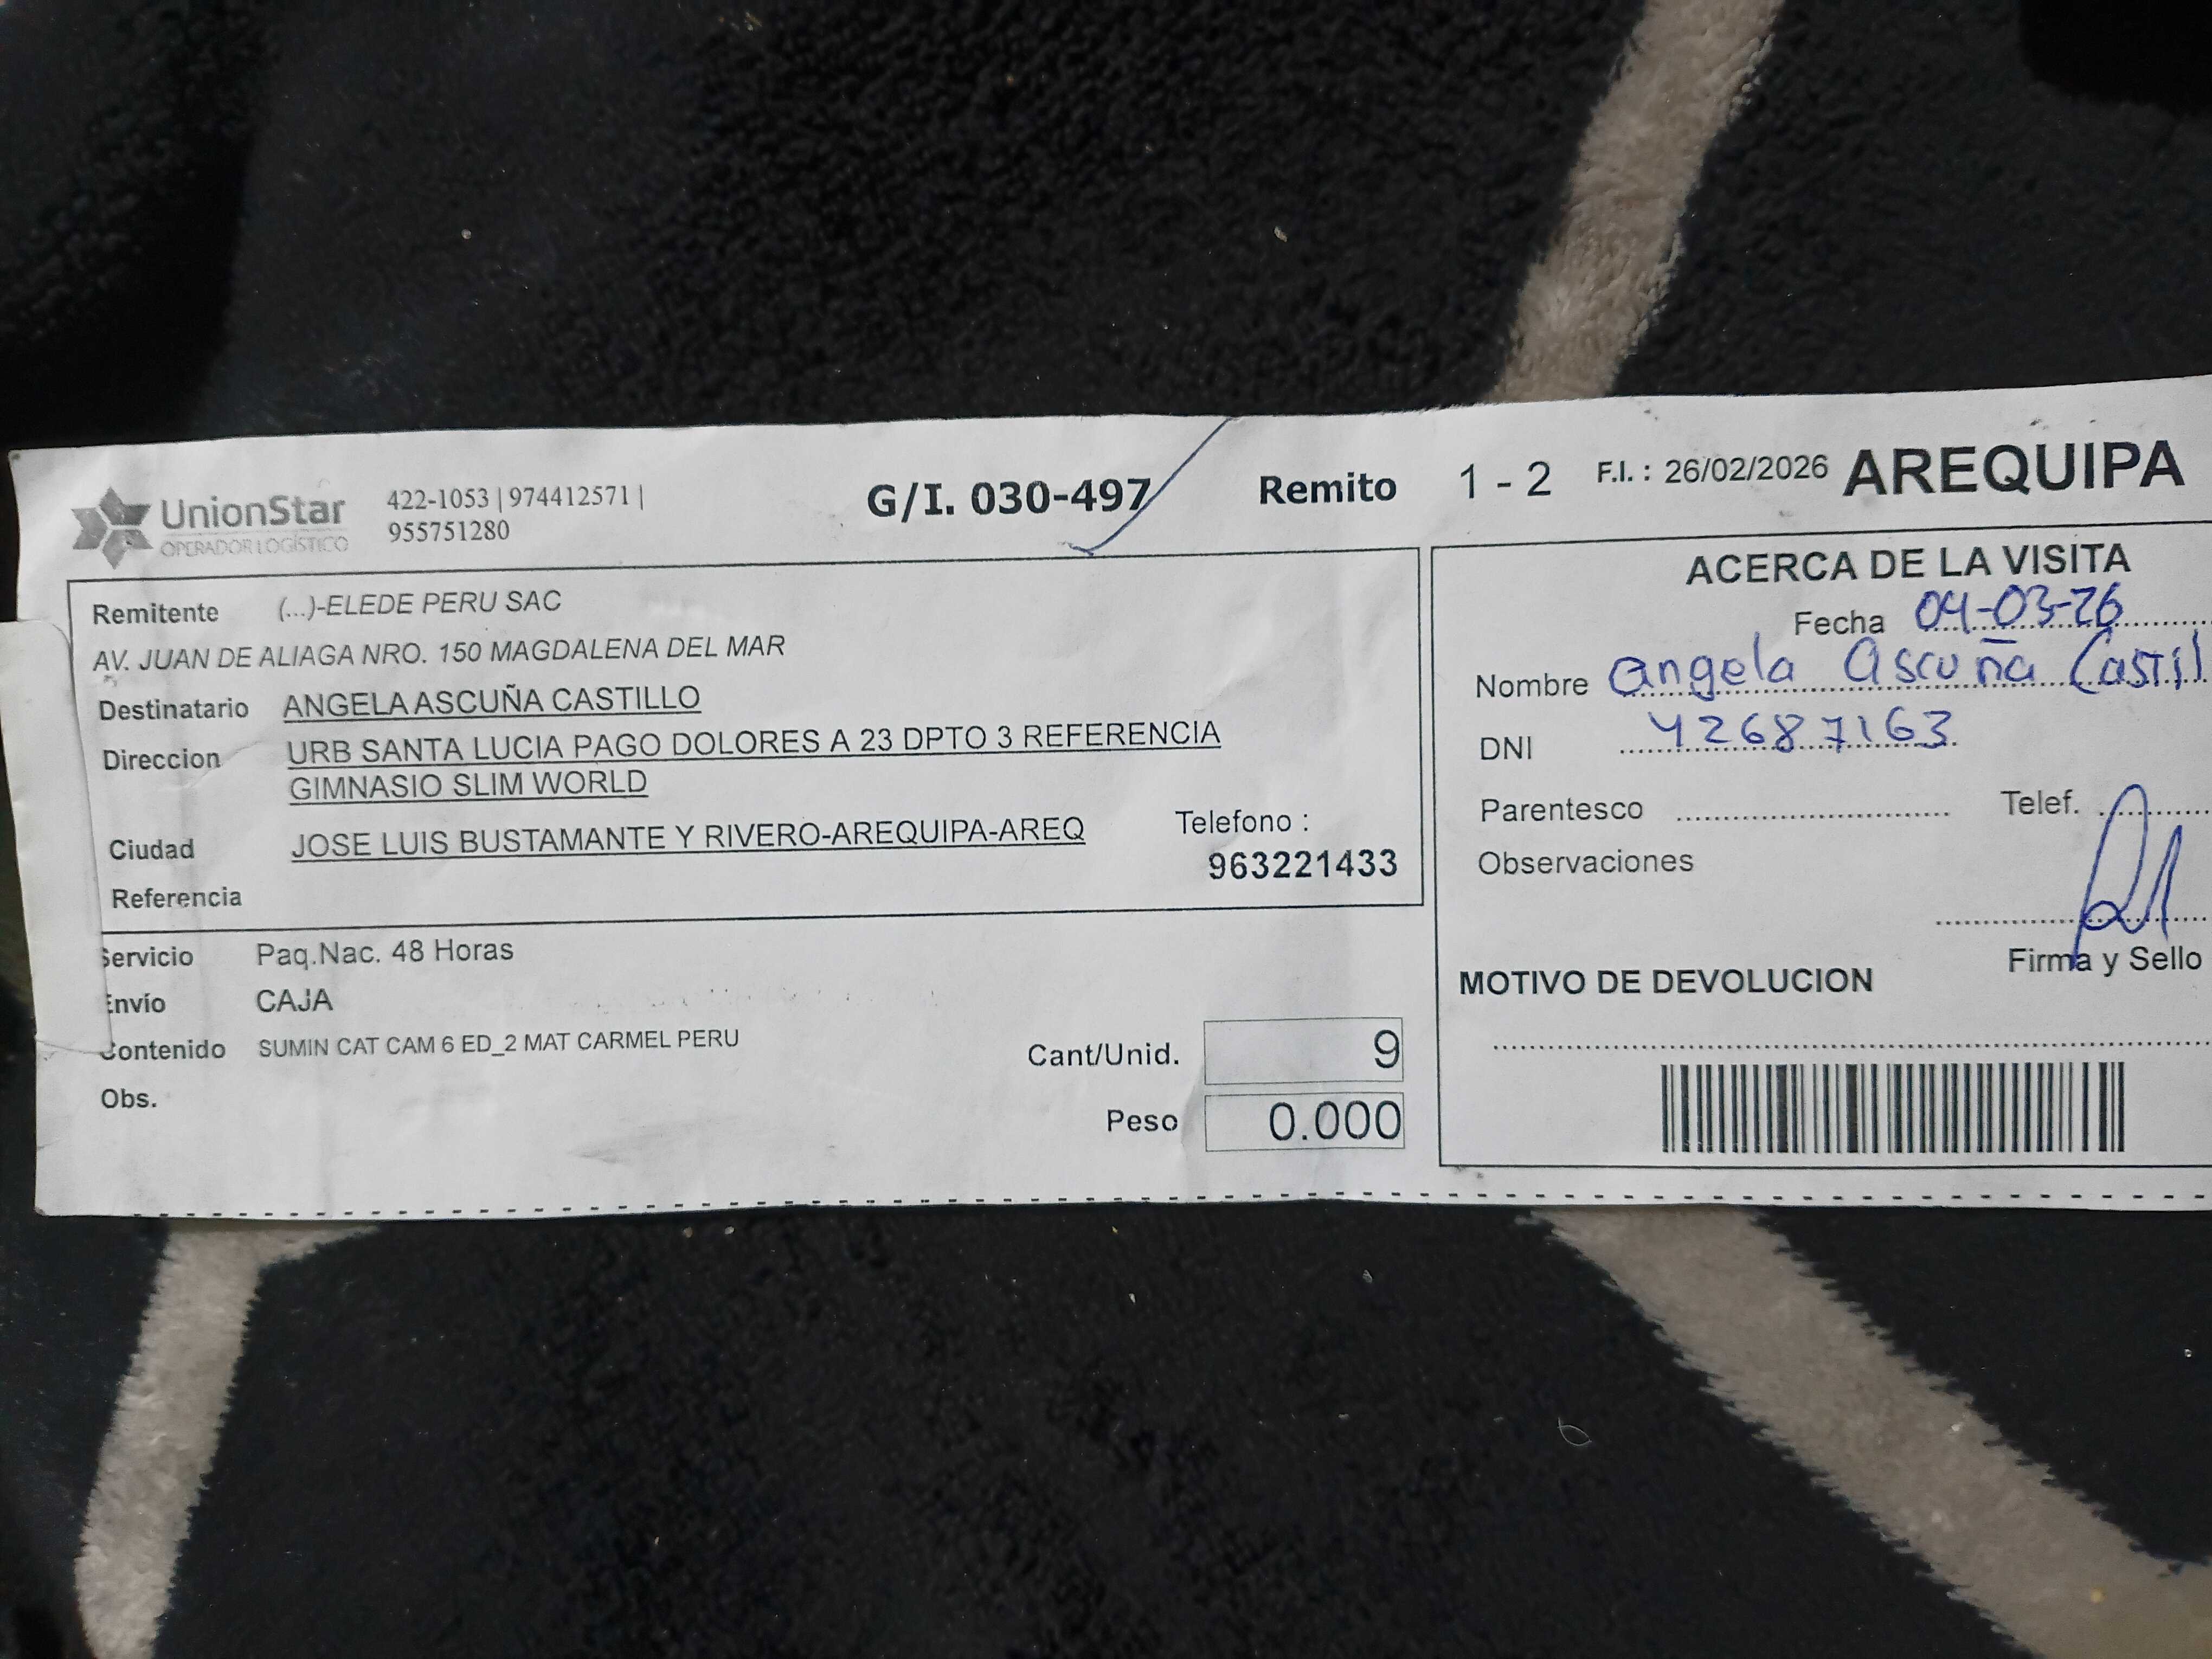 UnionStar
OPERADOR LOGÍSTICO
422-1053 | 974412571 |
955751280
G/I. 030-497
Remito 1 - 2
F.I. : 26/02/2026
AREQUIPA
Remitente (...)-ELEDE PERU SAC
AV. JUAN DE ALIAGA NRO. 150 MAGDALENA DEL MAR
Destinatario ANGELA ASCUÑA CASTILLO
Direccion URB SANTA LUCIA PAGO DOLORES A 23 DPTO 3 REFERENCIA
GIMNASIO SLIM WORLD
Ciudad JOSE LUIS BUSTAMANTE Y RIVERO-AREQUIPA-AREQ
Telefono :
963221433
Referencia
Servicio Paq.Nac. 48 Horas
Envío CAJA
Contenido SUMIN CAT CAM 6 ED_2 MAT CARMEL PERU
Cant/Unid. 9
Obs.
Peso 0.000
ACERCA DE LA VISITA
Fecha 04-03-26
Nombre Angela Ascuña Castil
DNI 42687163
Parentesco
Telef.
Observaciones
Firma y Sello
MOTIVO DE DEVOLUCION